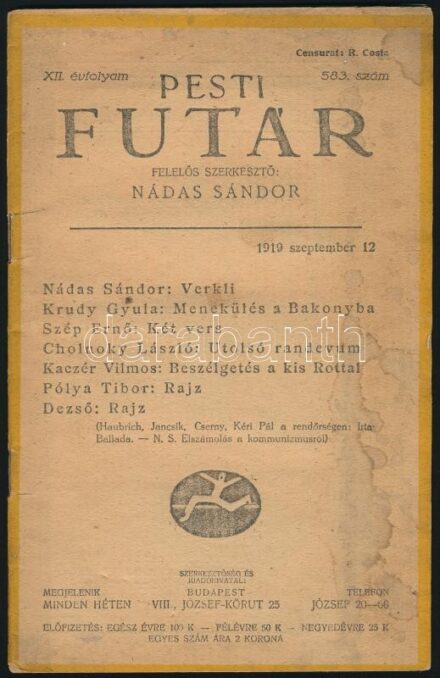 Censurat: R. Costa
XII. évfolyam
583. szám
PESTI
FUTÁR
FELELŐS SZERKESZTŐ:
NÁDAS SÁNDOR
1919 szeptember 12
Nádas Sándor: Verkli
Krudy Gyula: Menekülés a Bakonyba
Szép Ernő: Két vers
Cholnoky László: Utolsó randevum
Kaczér Vilmos: Beszélgetés a kis Rottal
Pólya Tibor: Rajz
Dezső: Rajz
(Haubrich, Jancsik, Cserny, Kéri Pál a rendőrségen: Irta
Ballada. — N. S. Elszámolás a kommunizmusról)
darabanth
SZERKESZTŐSÉG ÉS
KIADÓHIVATAL:
MEGJELENIK BUDAPEST TELEFON
MINDEN HÉTEN VIII., JÓZSEF-KÖRUT 25 JÓZSEF 20—66
ELŐFIZETÉS: EGÉSZ ÉVRE 100 K — FÉLÉVRE 50 K — NEGYEDÉVRE 25 K
EGYES SZÁM ÁRA 2 KORONA